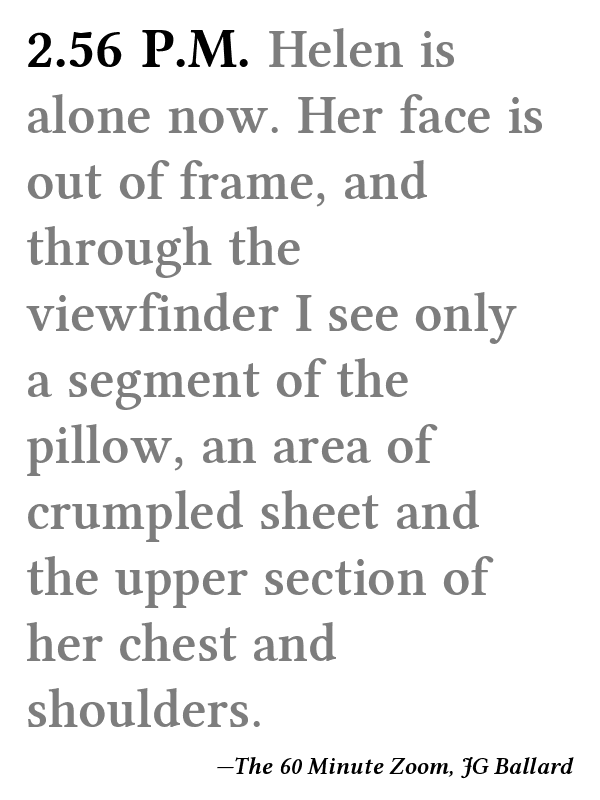 2.56 P.M. Helen is
alone now. Her face is
out of frame, and
through the
viewfinder I see only
a segment of the
pillow, an area of
crumpled sheet and
the upper section of
her chest and
shoulders.
—The 60 Minute Zoom, JG Ballard